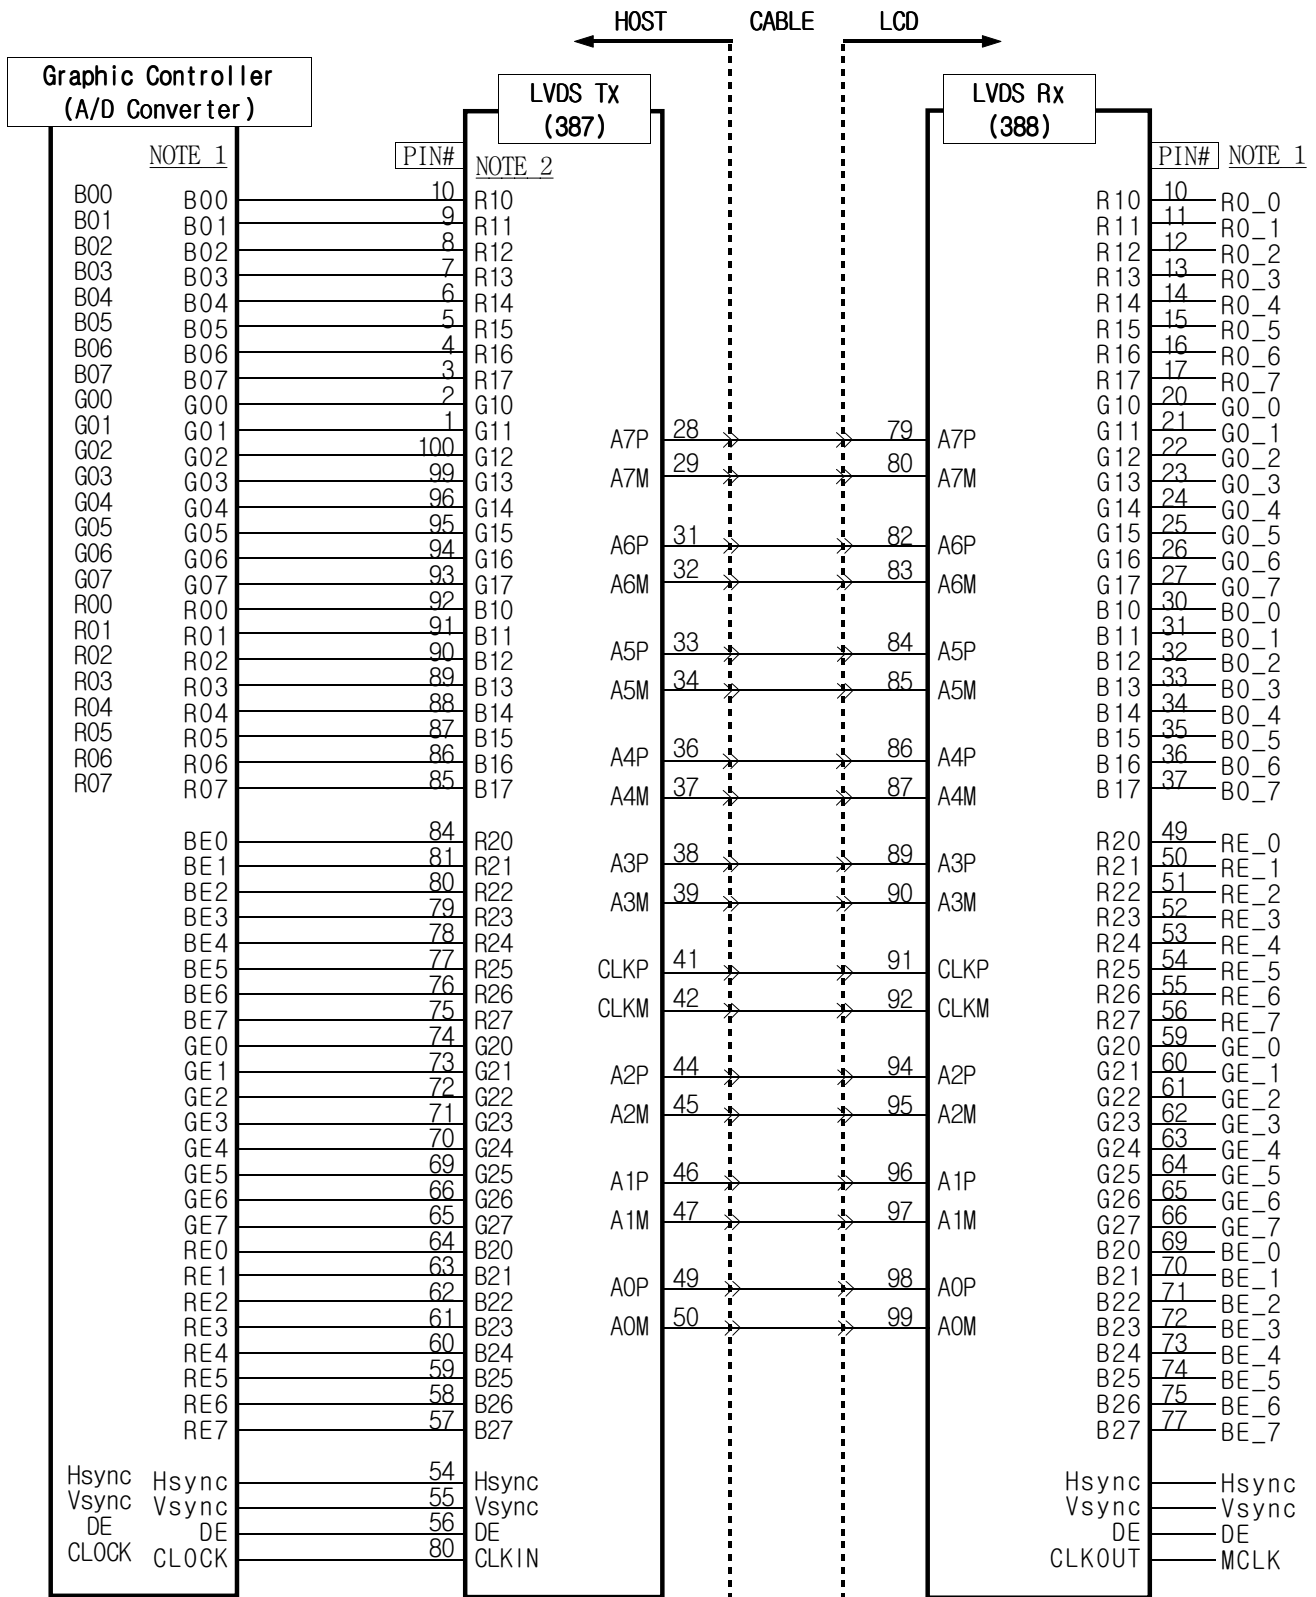 HOST CABLE LCD
Graphic Controller
(A/D Converter)
LVDS TX
(387)
LVDS RX
(388)
NOTE 1 PIN# NOTE 2 PIN# NOTE 1
B00 B00 10 R10 R10 10 R0_0
B01 B01 9 R11 R11 11 R0_1
B02 B02 8 R12 R12 12 R0_2
B03 B03 7 R13 R13 13 R0_3
B04 B04 6 R14 R14 14 R0_4
B05 B05 5 R15 R15 15 R0_5
B06 B06 4 R16 R16 16 R0_6
B07 B07 3 R17 R17 17 R0_7
G00 G00 2 G10 G10 20 G0_0
G01 G01 1 G11 A7P 28 79 A7P G11 21 G0_1
G02 G02 100 G12 G12 22 G0_2
G03 G03 99 G13 A7M 29 80 A7M G13 23 G0_3
G04 G04 96 G14 G14 24 G0_4
G05 G05 95 G15 A6P 31 82 A6P G15 25 G0_5
G06 G06 94 G16 G16 26 G0_6
G07 G07 93 G17 A6M 32 83 A6M G17 27 G0_7
R00 R00 92 B10 B10 30 B0_0
R01 R01 91 B11 B11 31 B0_1
R02 R02 90 B12 A5P 33 84 A5P B12 32 B0_2
R03 R03 89 B13 A5M 34 85 A5M B13 33 B0_3
R04 R04 88 B14 B14 34 B0_4
R05 R05 87 B15 B15 35 B0_5
R06 R06 86 B16 A4P 36 86 A4P B16 36 B0_6
R07 R07 85 B17 A4M 37 87 A4M B17 37 B0_7
BE0 84 R20 R20 49 RE_0
BE1 81 R21 A3P 38 89 A3P R21 50 RE_1
BE2 80 R22 R22 51 RE_2
BE3 79 R23 A3M 39 90 A3M R23 52 RE_3
BE4 78 R24 R24 53 RE_4
BE5 77 R25 CLKP 41 91 CLKP R25 54 RE_5
BE6 76 R26 R26 55 RE_6
BE7 75 R27 CLKM 42 92 CLKM R27 56 RE_7
GE0 74 G20 G20 59 GE_0
GE1 73 G21 A2P 44 94 A2P G21 60 GE_1
GE2 72 G22 G22 61 GE_2
GE3 71 G23 A2M 45 95 A2M G23 62 GE_3
GE4 70 G24 G24 63 GE_4
GE5 69 G25 A1P 46 96 A1P G25 64 GE_5
GE6 66 G26 G26 65 GE_6
GE7 65 G27 A1M 47 97 A1M G27 66 GE_7
RE0 64 B20 B20 69 BE_0
RE1 63 B21 A0P 49 98 A0P B21 70 BE_1
RE2 62 B22 B22 71 BE_2
RE3 61 B23 A0M 50 99 A0M B23 72 BE_3
RE4 60 B24 B24 73 BE_4
RE5 59 B25 B25 74 BE_5
RE6 58 B26 B26 75 BE_6
RE7 57 B27 B27 77 BE_7
Hsync Hsync 54 Hsync Hsync Hsync
Vsync Vsync 55 Vsync Vsync Vsync
DE DE 56 DE DE DE
CLOCK CLOCK 80 CLKIN CLKOUT MCLK